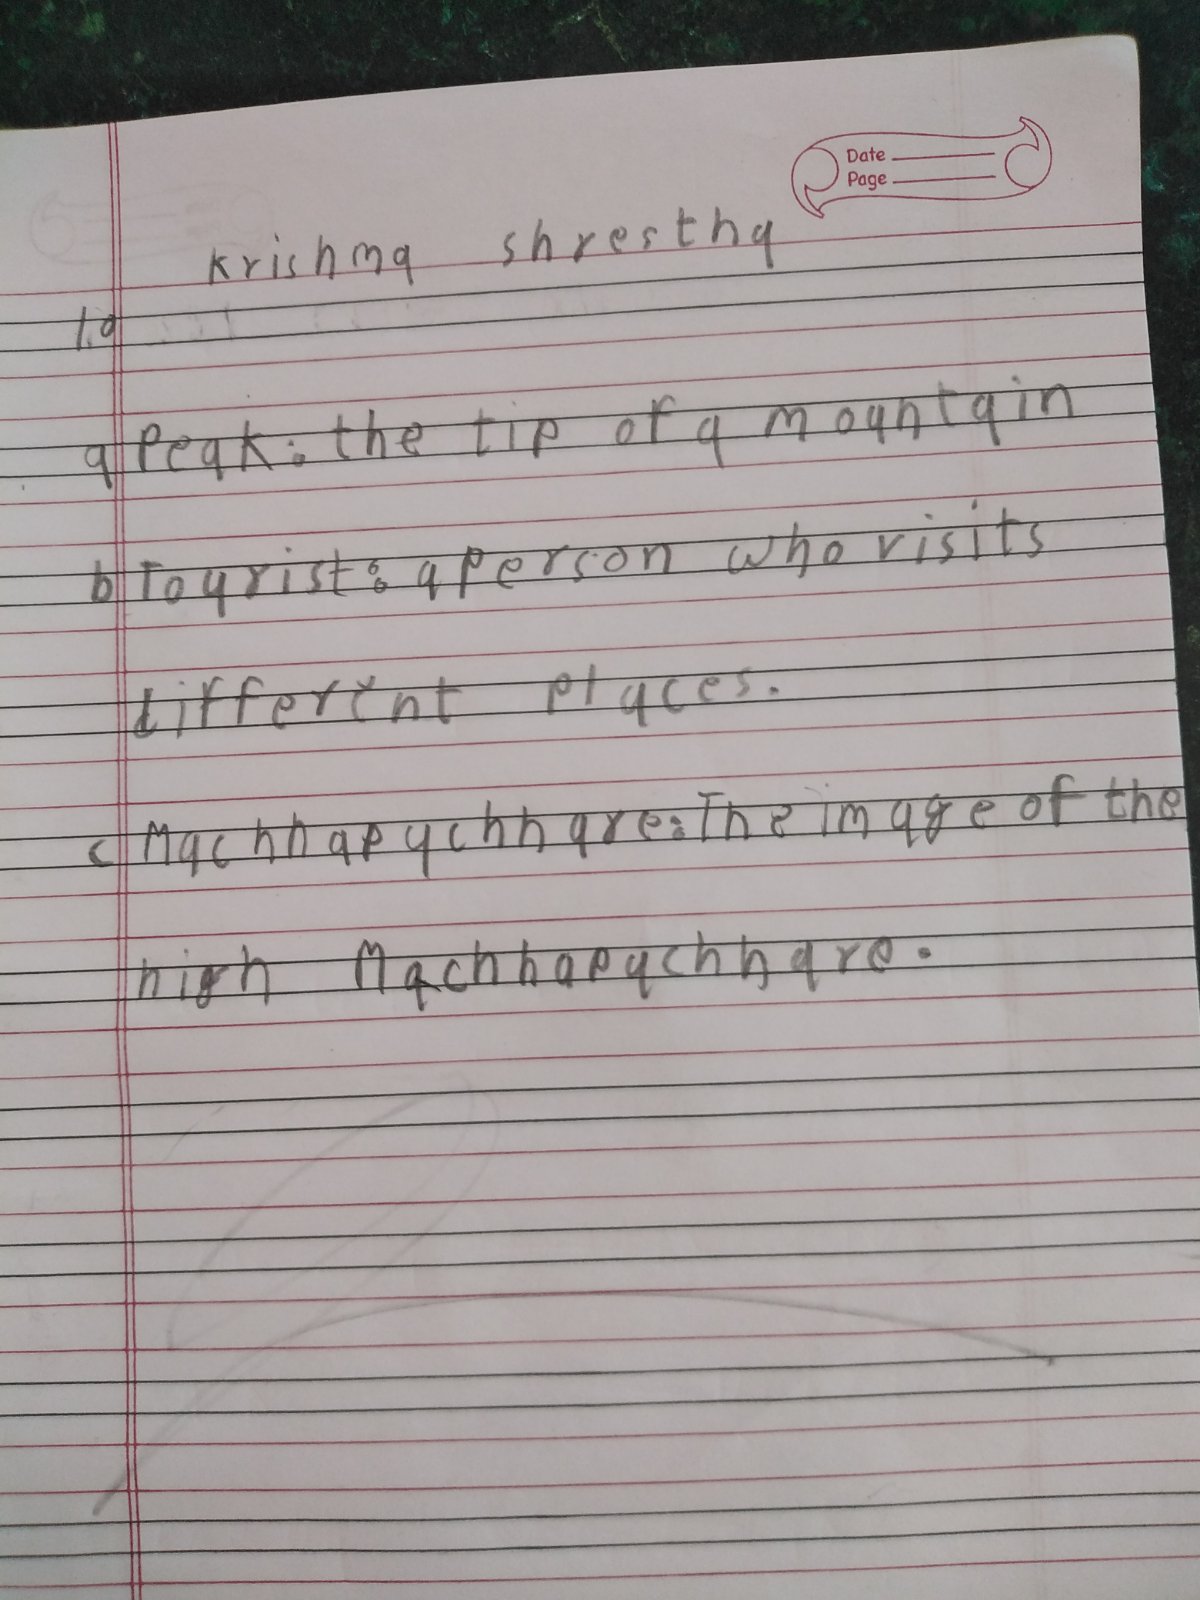 Date
Page
Krishma shrestha
1.a
a Peak: the tip of a mountain
b Tourist: a person who visits
different places.
c Machhapuchhare: The image of the
high Machhapuchhare.